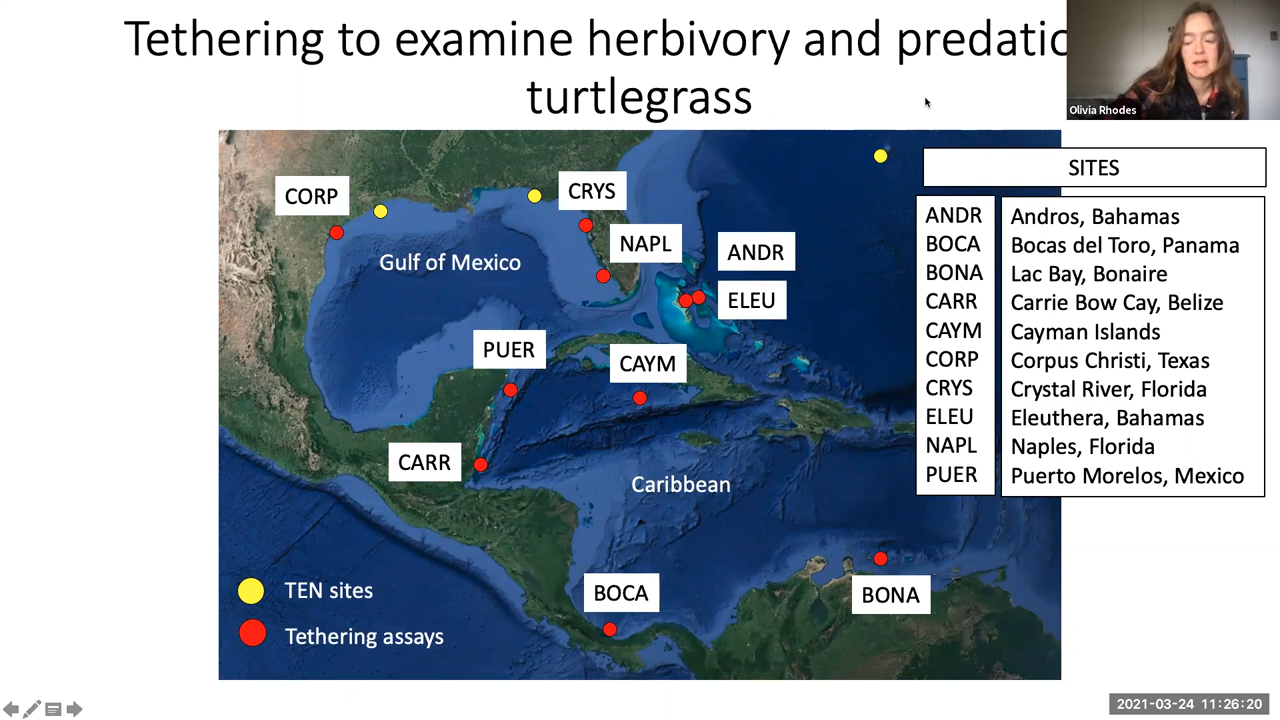 Tethering to examine herbivory and predatic
turtlegrass
Olivia Rhodes
SITES
ANDR Andros, Bahamas
BOCA Bocas del Toro, Panama
BONA Lac Bay, Bonaire
CARR Carrie Bow Cay, Belize
CAYM Cayman Islands
CORP Corpus Christi, Texas
CRYS Crystal River, Florida
ELEU Eleuthera, Bahamas
NAPL Naples, Florida
PUER Puerto Morelos, Mexico
CORP
CRYS
NAPL
ANDR
Gulf of Mexico
ELEU
PUER
CAYM
CARR
Caribbean
BOCA
BONA
TEN sites
Tethering assays
2021-03-24 11:26:20